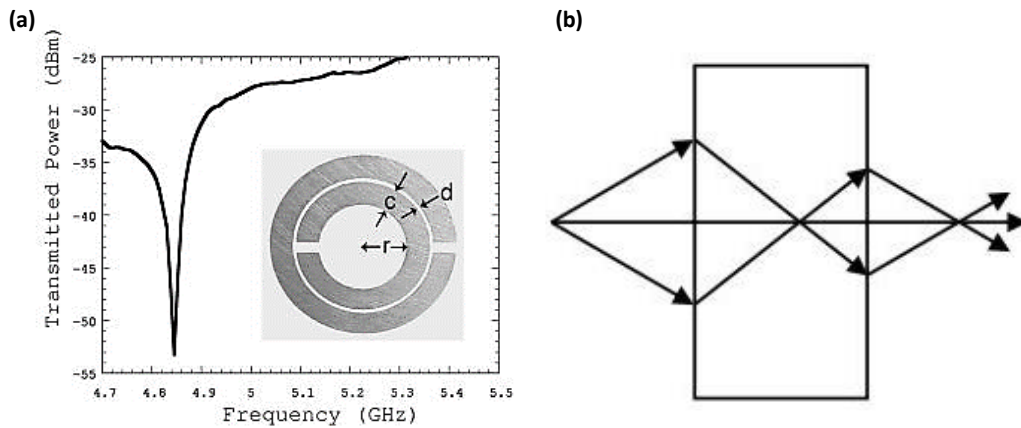 (a)
(b)
Transmitted Power (dBm)
-25
-30
-35
-40
-45
-50
-55
c
d
r
4.7 4.8 4.9 5 5.1 5.2 5.3 5.4 5.5
Frequency (GHz)